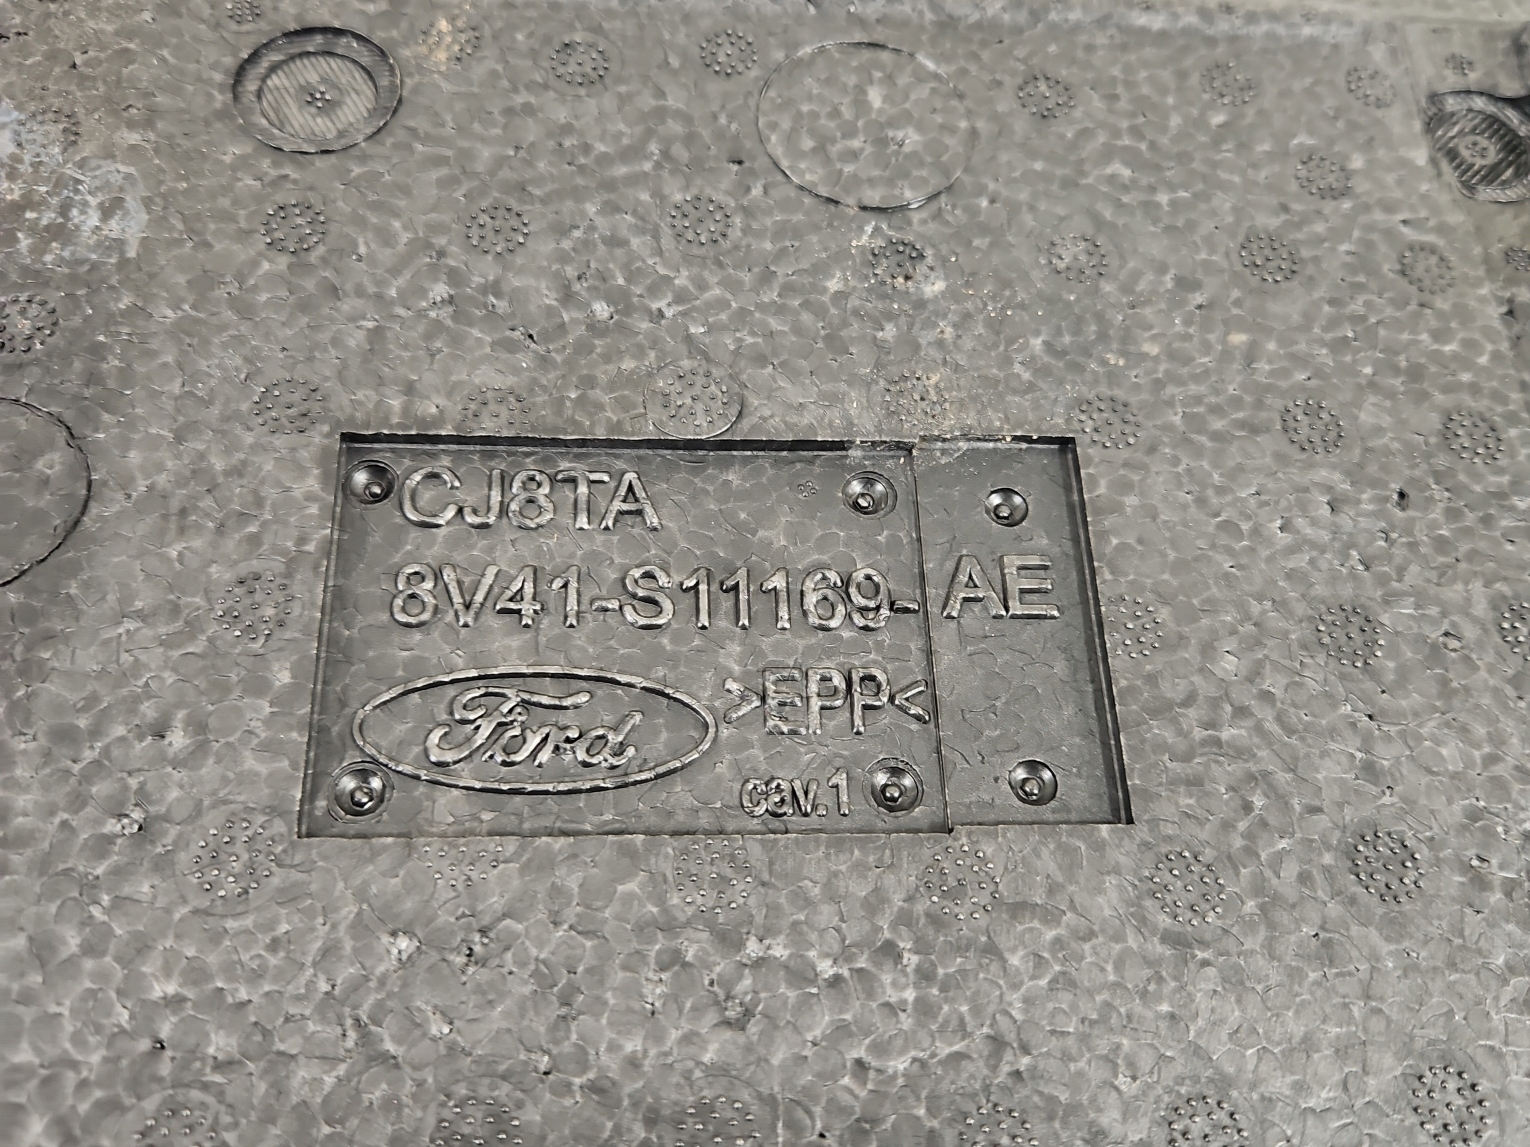 CJ8TA
8V41-S11169-AE
Ford
>EPP<
cav.1